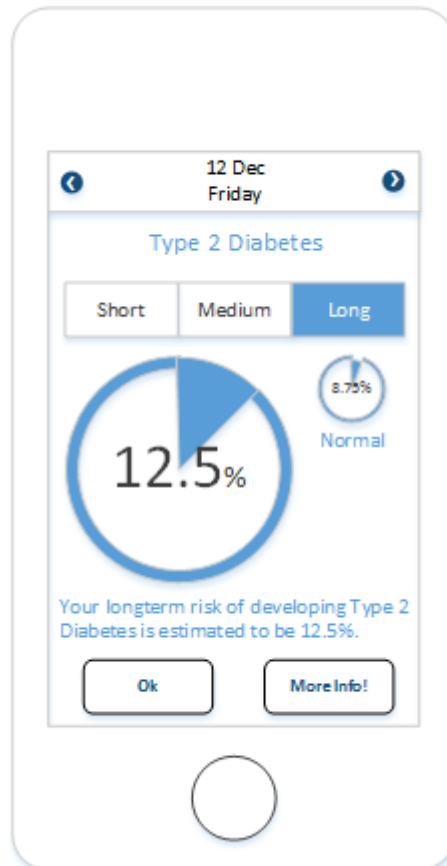 12 Dec
Friday
Type 2 Diabetes
Short Medium Long
8.75%
Normal
12.5%
Your longterm risk of developing Type 2
Diabetes is estimated to be 12.5%.
Ok More Info!